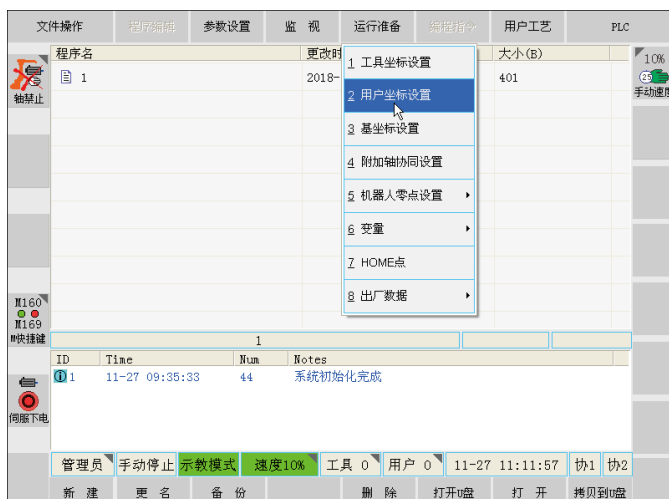 文件操作 程序编辑 参数设置 监 视 运行准备 编程指令 用户工艺 PLC
程序名 更改时 大小(B)
1 2018- 401
轴禁止
10%
手动速度
1 工具坐标设置
2 用户坐标设置
3 基坐标设置
4 附加轴协同设置
5 机器人零点设置
6 变量
7 HOME点
8 出厂数据
M160
M169
M快捷键
1
ID Time Num Notes
1 11-27 09:35:33 44 系统初始化完成
伺服下电
管理员 手动停止 示教模式 速度10% 工具 0 用户 0 11-27 11:11:57 协1 协2
新 建 更 名 备 份 删 除 打开U盘 打 开 拷贝到U盘